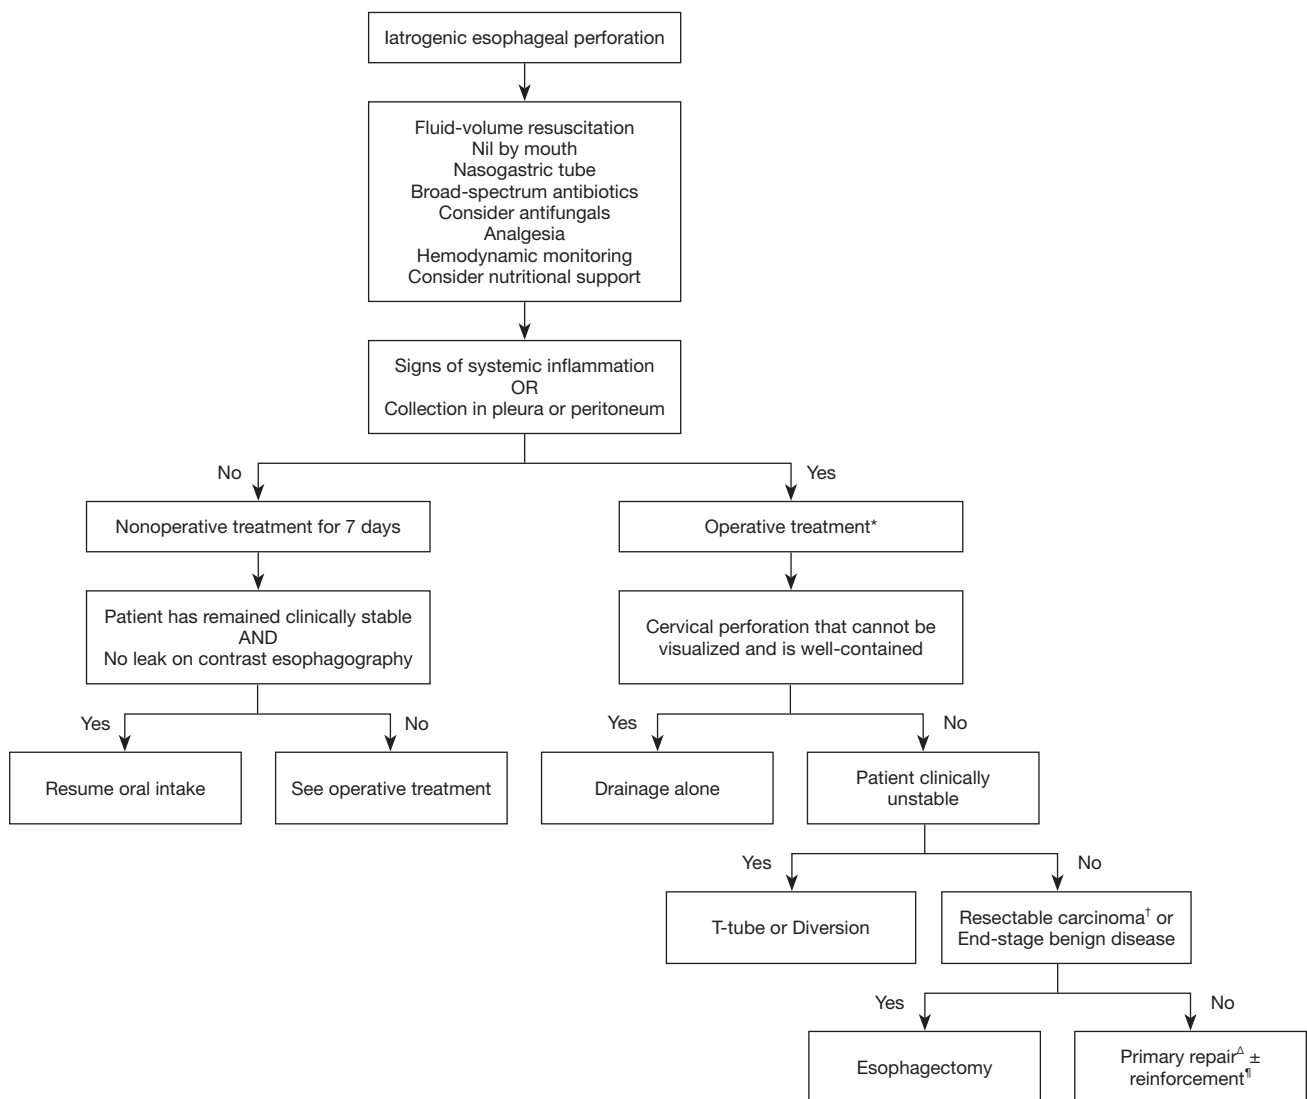 Iatrogenic esophageal perforation
Fluid-volume resuscitation
Nil by mouth
Nasogastric tube
Broad-spectrum antibiotics
Consider antifungals
Analgesia
Hemodynamic monitoring
Consider nutritional support
Signs of systemic inflammation
OR
Collection in pleura or peritoneum
No
Yes
Nonoperative treatment for 7 days
Operative treatment*
Patient has remained clinically stable
AND
No leak on contrast esophagography
Cervical perforation that cannot be
visualized and is well-contained
Yes
No
Yes
No
Resume oral intake
See operative treatment
Drainage alone
Patient clinically
unstable
Yes
No
T-tube or Diversion
Resectable carcinoma† or
End-stage benign disease
Yes
No
Esophagectomy
Primary repairΔ ±
reinforcement¶